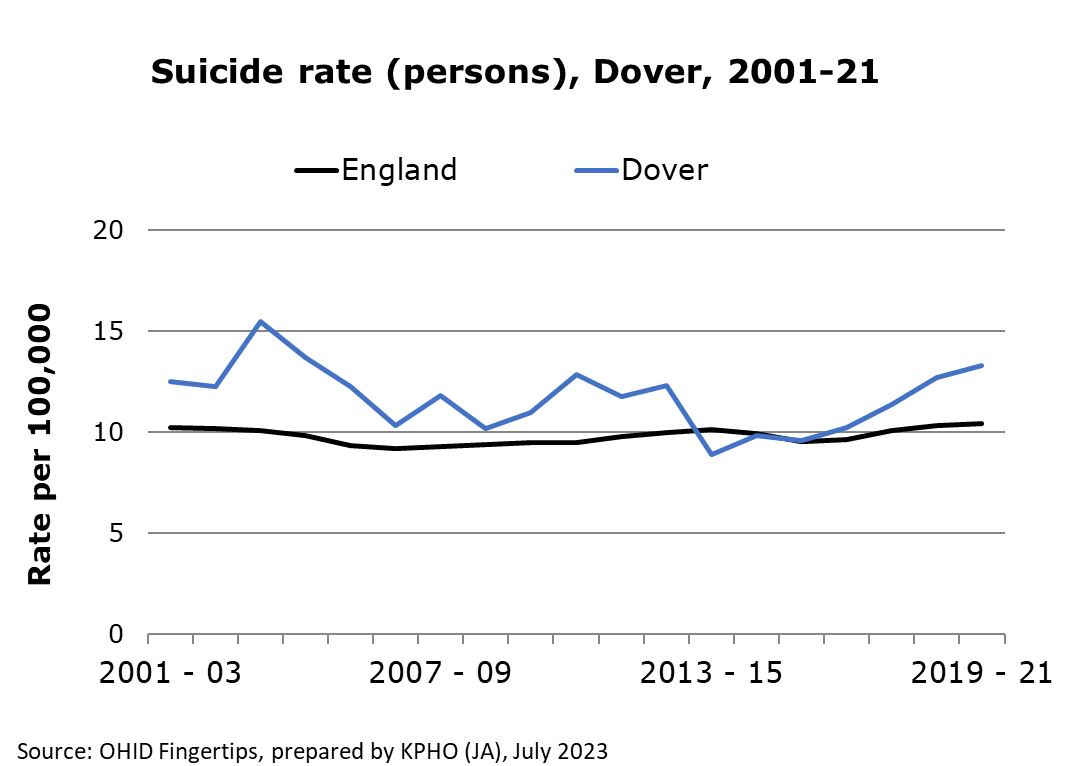 Suicide rate (persons), Dover, 2001-21
England Dover
Rate per 100,000
20
15
10
5
0
2001 - 03 2007 - 09 2013 - 15 2019 - 21
Source: OHID Fingertips, prepared by KPHO (JA), July 2023